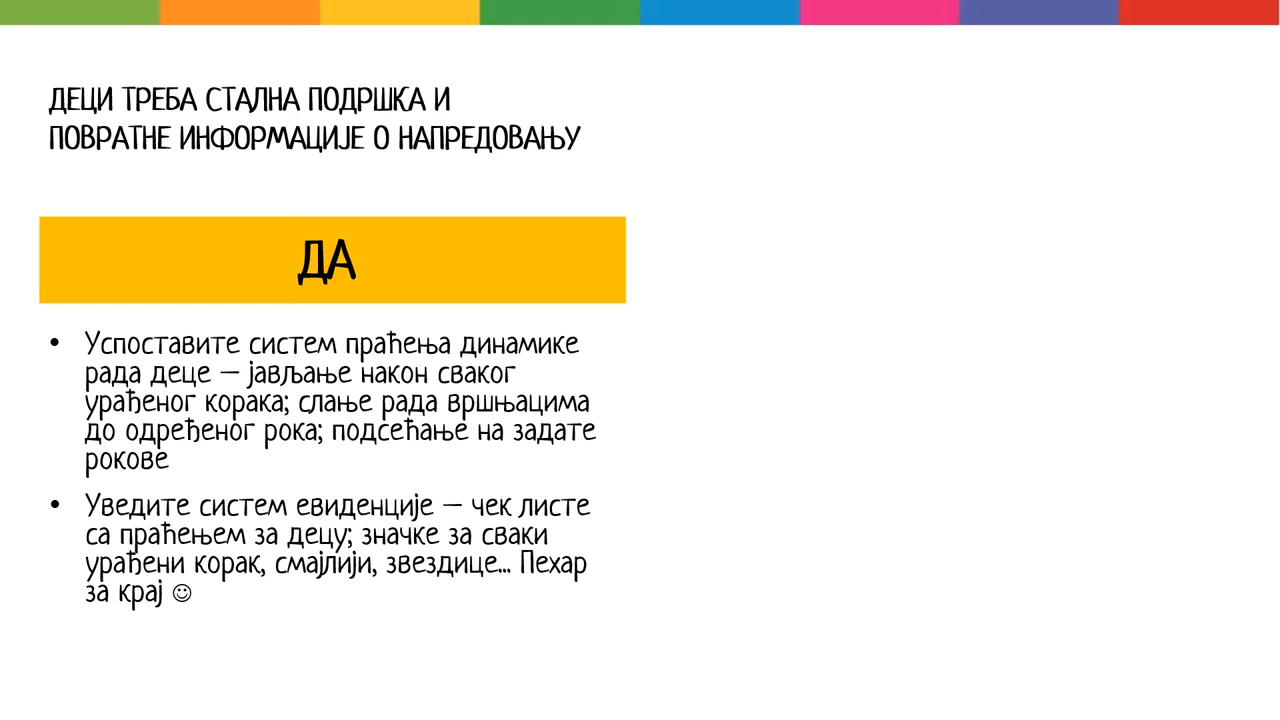 ДЕЦИ ТРЕБА СТАЛНА ПОДРШКА И
ПОВРАТНЕ ИНФОРМАЦИЈЕ О НАПРЕДОВАЊУ
ДА
• Успоставите систем праћења динамике
рада деце – јављање након сваког
урађеног корака; слање рада вршњацима
до одређеног рока; подсећање на задате
рокове
• Уведите систем евиденције – чек листе
са праћењем за децу; значке за сваки
урађени корак, смајлији, звездице... Пехар
за крај ☺